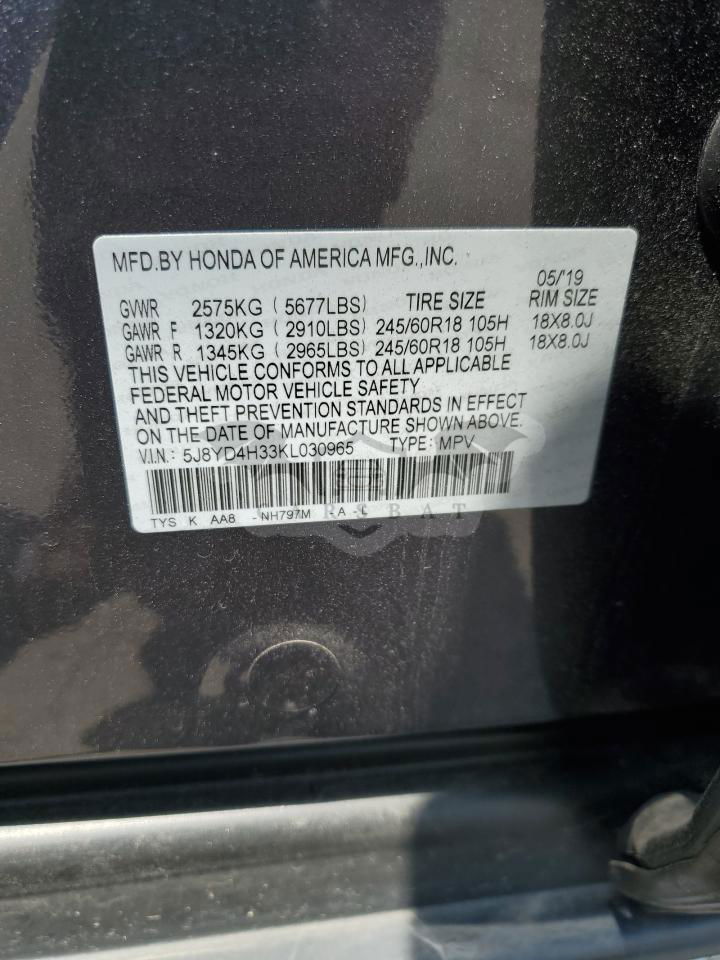 MFD.BY HONDA OF AMERICA MFG.,INC.
05/'19
GVWR 2575KG ( 5677LBS) TIRE SIZE RIM SIZE
GAWR F 1320KG ( 2910LBS) 245/60R18 105H 18X8.0J
GAWR R 1345KG ( 2965LBS) 245/60R18 105H 18X8.0J
THIS VEHICLE CONFORMS TO ALL APPLICABLE
FEDERAL MOTOR VEHICLE SAFETY
AND THEFT PREVENTION STANDARDS IN EFFECT
ON THE DATE OF MANUFACTURE SHOWN ABOVE.
V.I.N: 5J8YD4H33KL030965 TYPE: MPV
TYS K AA8 - NH797M - A - C